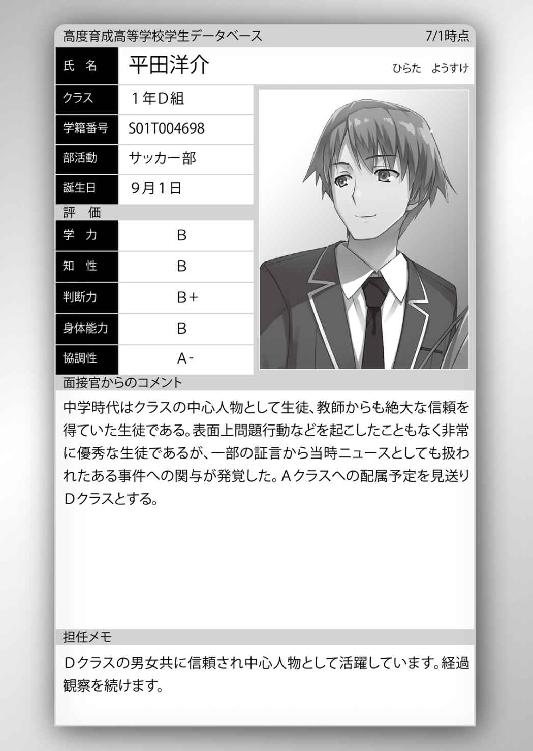 高度育成高等学校学生データベース 7/1時点
氏 名 平田洋介 ひらた ようすけ
クラス 1年D組
学籍番号 S01T004698
部活動 サッカー部
誕生日 9月1日
評 価
学 力 B
知 性 B
判断力 B+
身体能力 B
協調性 A-
面接官からのコメント
中学時代はクラスの中心人物として生徒、教師からも絶大な信頼を
得ていた生徒である。表面上問題行動などを起こしたこともなく非常
に優秀な生徒であるが、一部の証言から当時ニュースとしても扱わ
れたある事件への関与が発覚した。Aクラスへの配属予定を見送り
Dクラスとする。
担任メモ
Dクラスの男女共に信頼され中心人物として活躍しています。経過
観察を続けます。